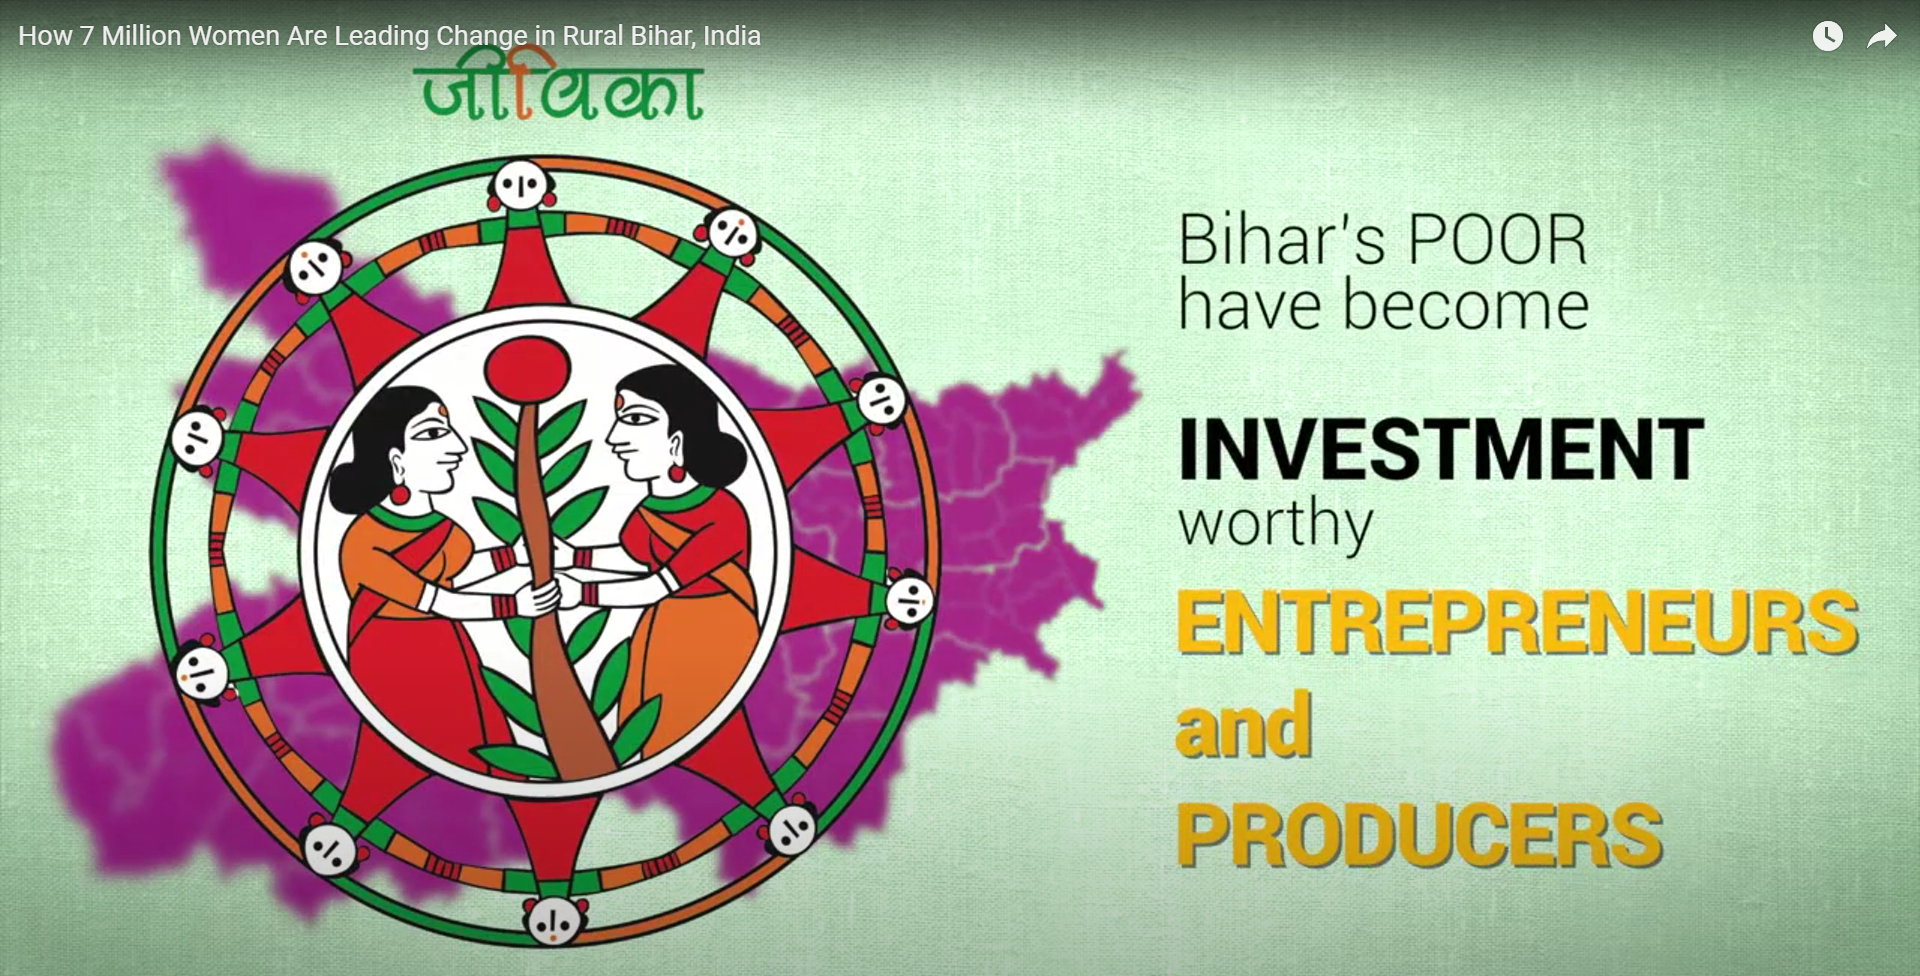 How 7 Million Women Are Leading Change in Rural Bihar, India
जीविका
Bihar's POOR
have become
INVESTMENT
worthy
ENTREPRENEURS
and
PRODUCERS